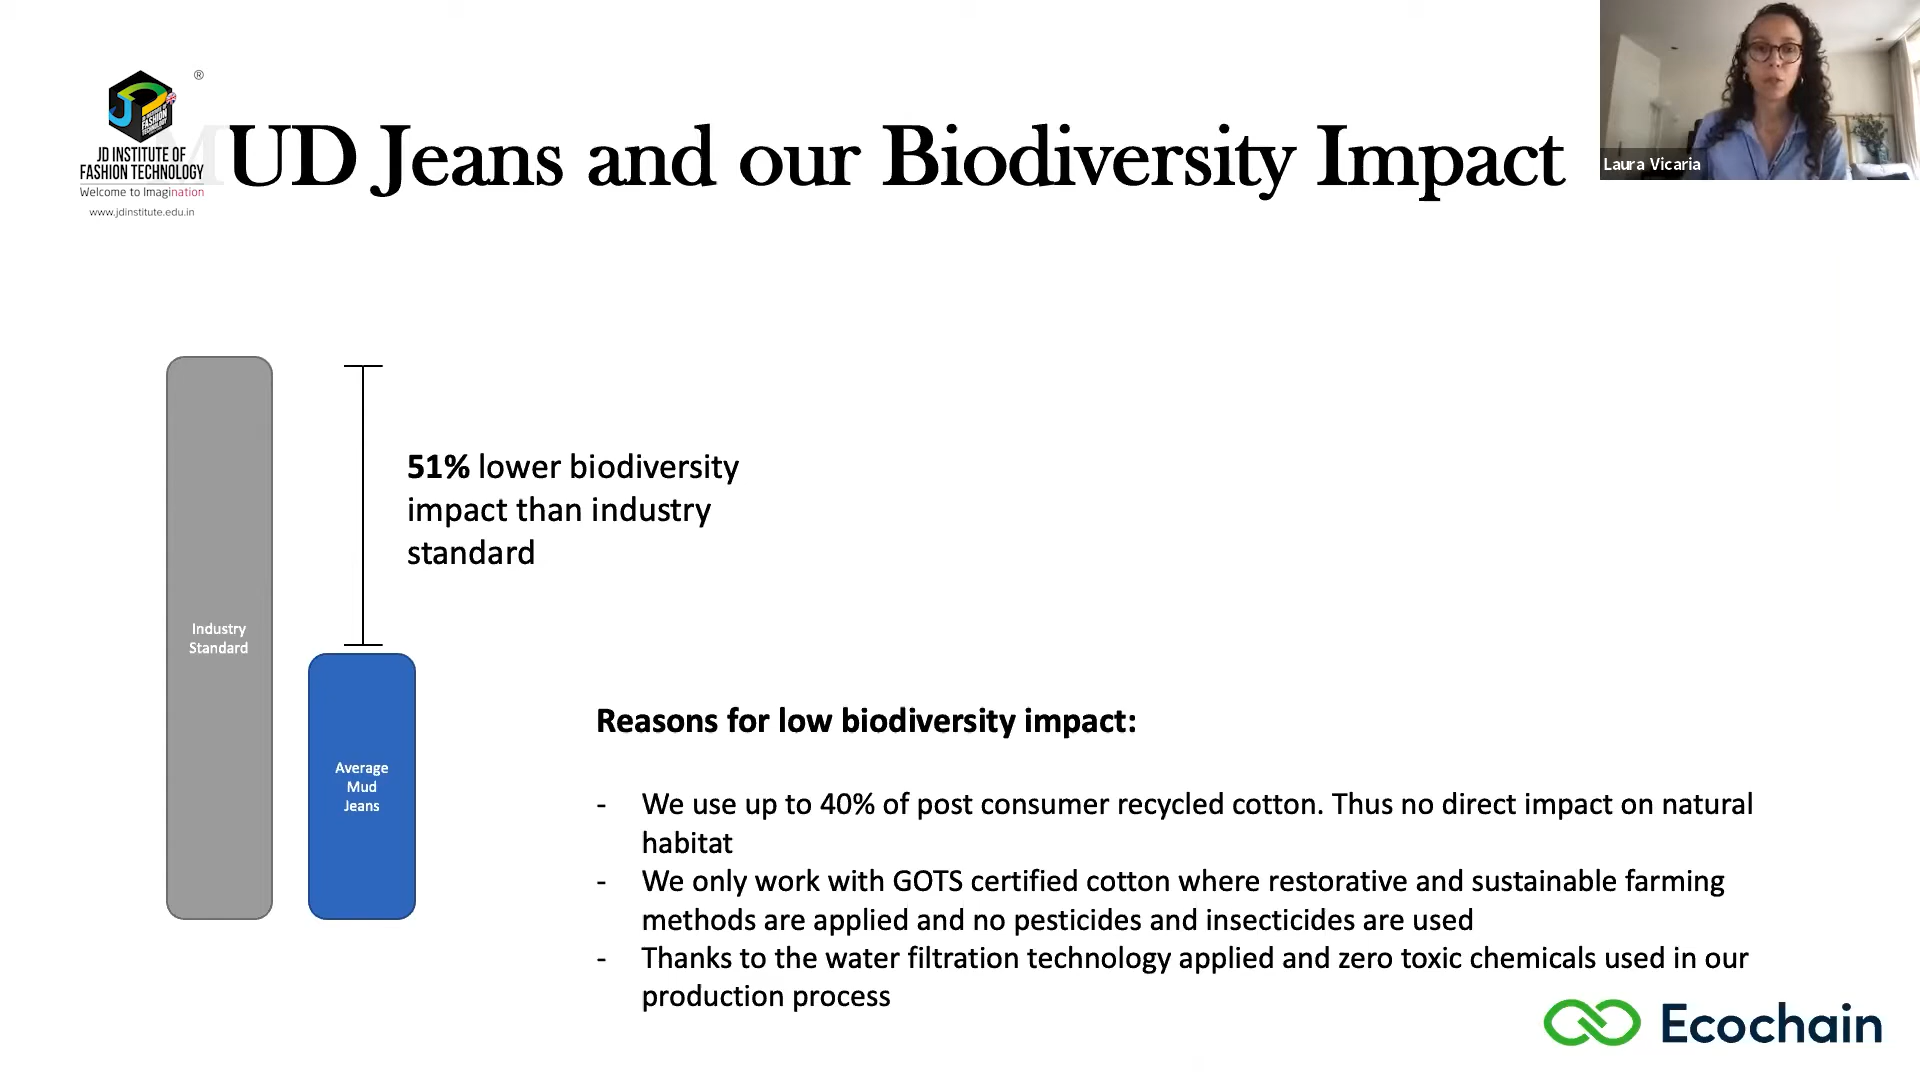 ®
JD INSTITUTE OF
FASHION TECHNOLOGY
Welcome to Imagination
www.jdinstitute.edu.in
MUD Jeans and our Biodiversity Impact
Laura Vicaria
51% lower biodiversity
impact than industry
standard
Industry
Standard
Average
Mud
Jeans
Reasons for low biodiversity impact:
- We use up to 40% of post consumer recycled cotton. Thus no direct impact on natural
habitat
- We only work with GOTS certified cotton where restorative and sustainable farming
methods are applied and no pesticides and insecticides are used
- Thanks to the water filtration technology applied and zero toxic chemicals used in our
production process
Ecochain